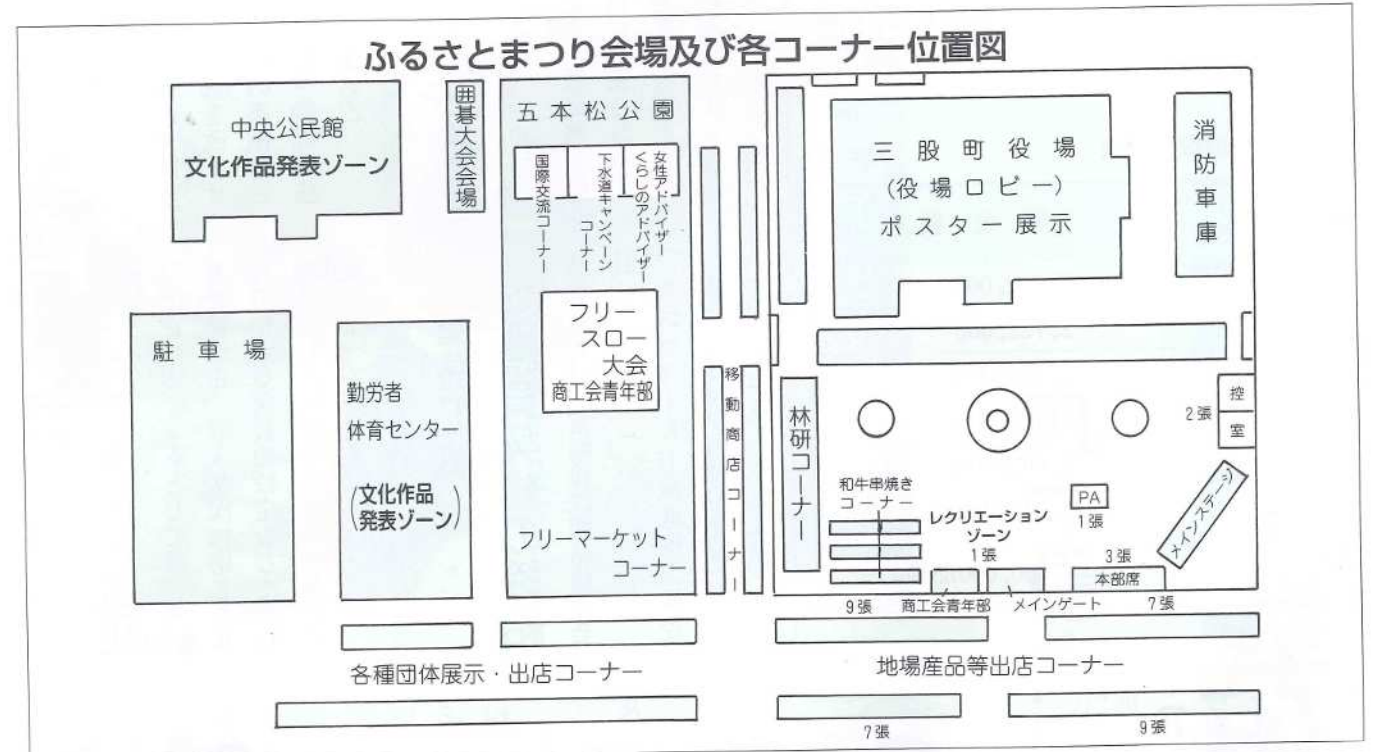 ふるさとまつり会場及び各コーナー位置図
中央公民館
文化作品発表ゾーン
囲碁大会会場
五本松公園
国際交流コーナー
下水道キャンペーン
コーナー
女性アドバイザー
くらしのアドバイザー
フリー
スロー
大会
商工会青年部
フリーマーケット
コーナー
移動商店コーナー
三股町役場
(役場ロビー)
ポスター展示
消防車庫
駐車場
勤労者
体育センター
(文化作品
発表ゾーン)
林研コーナー
控
室
2張
和牛串焼き
コーナー
レクリエーション
ゾーン
1張
PA
1張
メインステージ
3張
本部席
9張
商工会青年部
メインゲート
7張
各種団体展示・出店コーナー
地場産品等出店コーナー
7張
9張